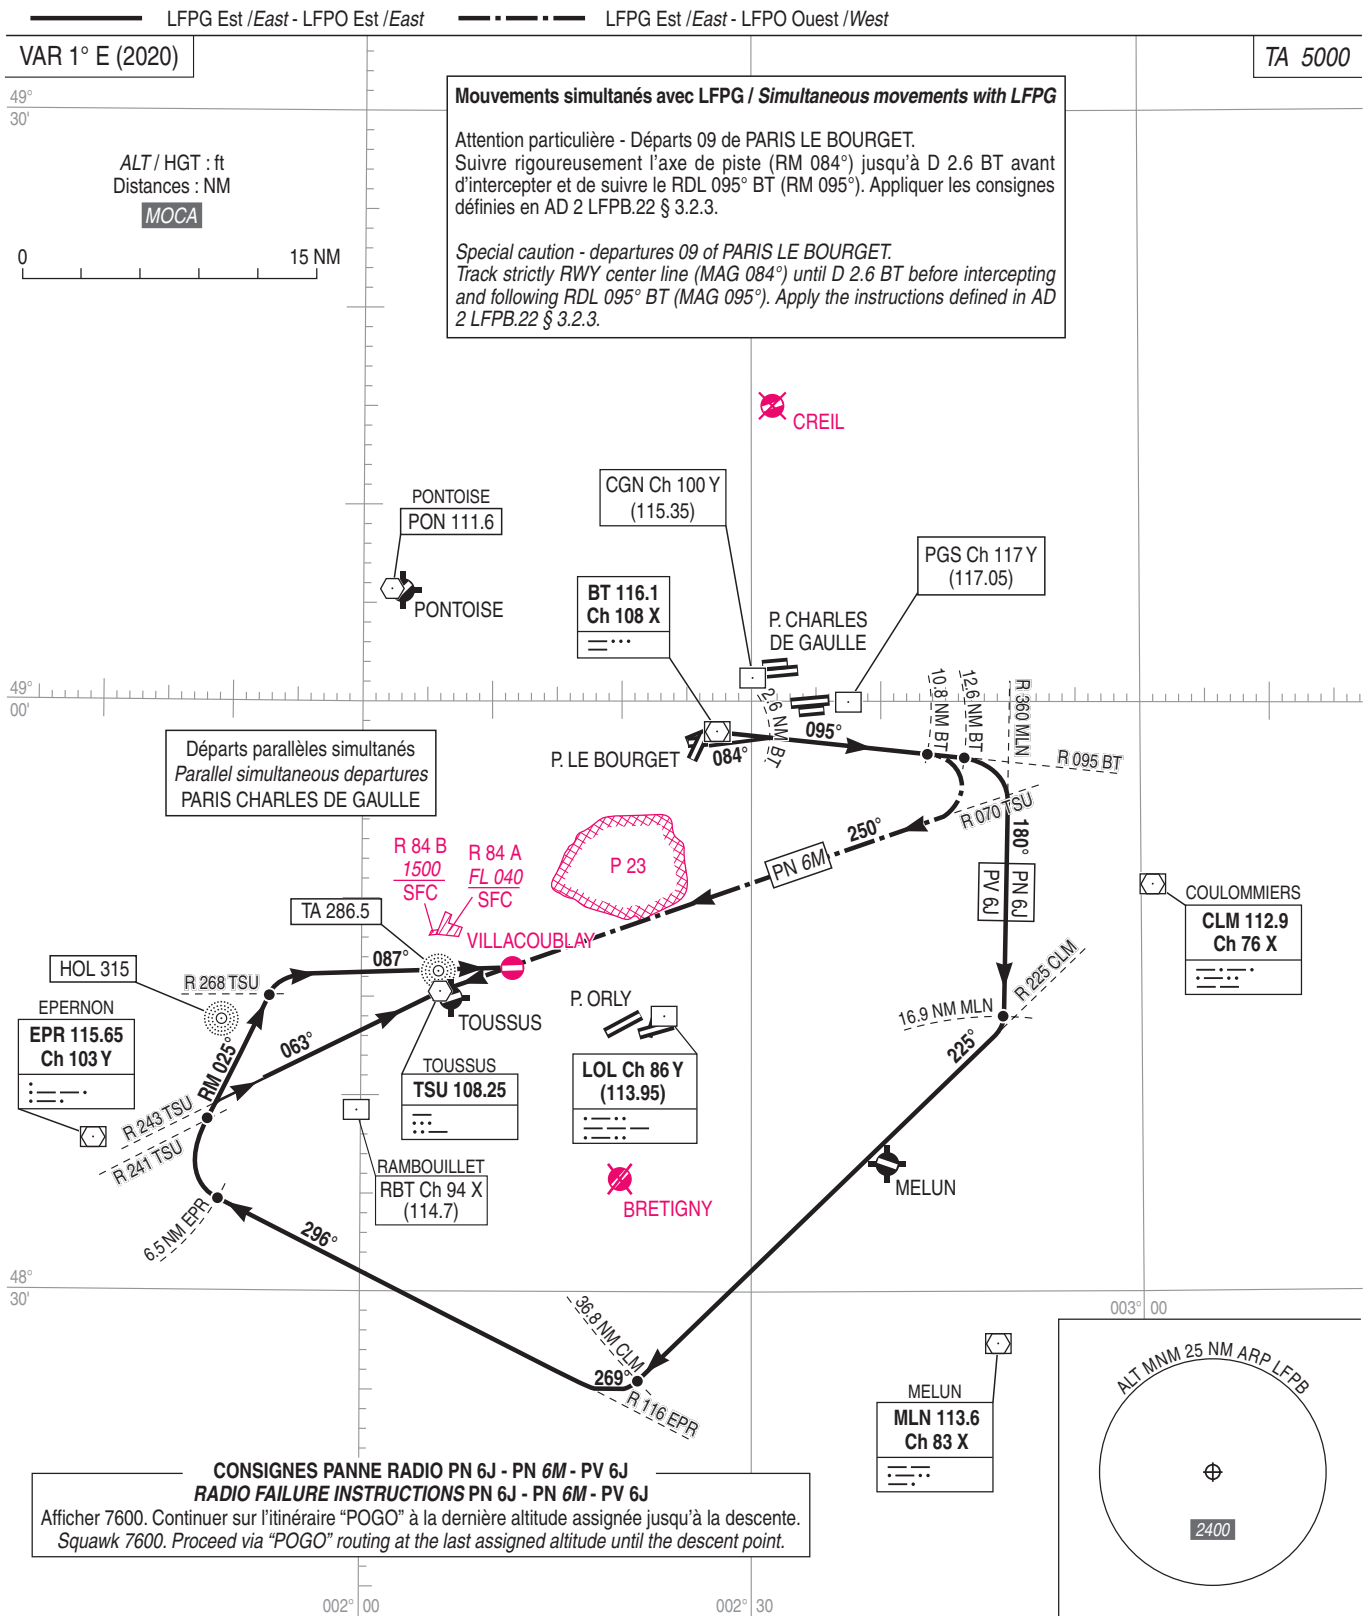 LFPG Est /East - LFPO Est /East
LFPG Est /East - LFPO Ouest /West
VAR 1° E (2020)
TA 5000
49°
30'
ALT / HGT : ft
Distances : NM
MOCA
0
15 NM
Mouvements simultanés avec LFPG / Simultaneous movements with LFPG
Attention particulière - Départs 09 de PARIS LE BOURGET.
Suivre rigoureusement l'axe de piste (RM 084°) jusqu'à D 2.6 BT avant
d'intercepter et de suivre le RDL 095° BT (RM 095°). Appliquer les consignes
définies en AD 2 LFPB.22 § 3.2.3.
Special caution - departures 09 of PARIS LE BOURGET.
Track strictly RWY center line (MAG 084°) until D 2.6 BT before intercepting
and following RDL 095° BT (MAG 095°). Apply the instructions defined in AD
2 LFPB.22 § 3.2.3.
CREIL
CGN Ch 100 Y
(115.35)
PONTOISE
PON 111.6
PONTOISE
PGS Ch 117 Y
(117.05)
BT 116.1
Ch 108 X
P. CHARLES
DE GAULLE
49°
00'
2.6 NM BT
10.8 NM BT
12.6 NM BT
R 360 MLN
095°
084°
P. LE BOURGET
R 095 BT
Départs parallèles simultanés
Parallel simultaneous departures
PARIS CHARLES DE GAULLE
R 070 TSU
250°
180°
PN 6M
PN 6J
PV 6J
P 23
R 84 B
1500
SFC
R 84 A
FL 040
SFC
COULOMMIERS
CLM 112.9
Ch 76 X
TA 286.5
VILLACOUBLAY
HOL 315
R 268 TSU
087°
R 225 CLM
16.9 NM MLN
225°
EPERNON
EPR 115.65
Ch 103 Y
RM 025°
063°
TOUSSUS
P. ORLY
TOUSSUS
TSU 108.25
LOL Ch 86 Y
(113.95)
R 243 TSU
R 241 TSU
RAMBOUILLET
RBT Ch 94 X
(114.7)
BRETIGNY
MELUN
6.5 NM EPR
296°
48°
30'
003° 00
36.8 NM CLM
269°
R 116 EPR
MELUN
MLN 113.6
Ch 83 X
ALT MNM 25 NM ARP LFPB
2400
CONSIGNES PANNE RADIO PN 6J - PN 6M - PV 6J
RADIO FAILURE INSTRUCTIONS PN 6J - PN 6M - PV 6J
Afficher 7600. Continuer sur l'itinéraire “POGO” à la dernière altitude assignée jusqu'à la descente.
Squawk 7600. Proceed via “POGO” routing at the last assigned altitude until the descent point.
002° 00
002° 30